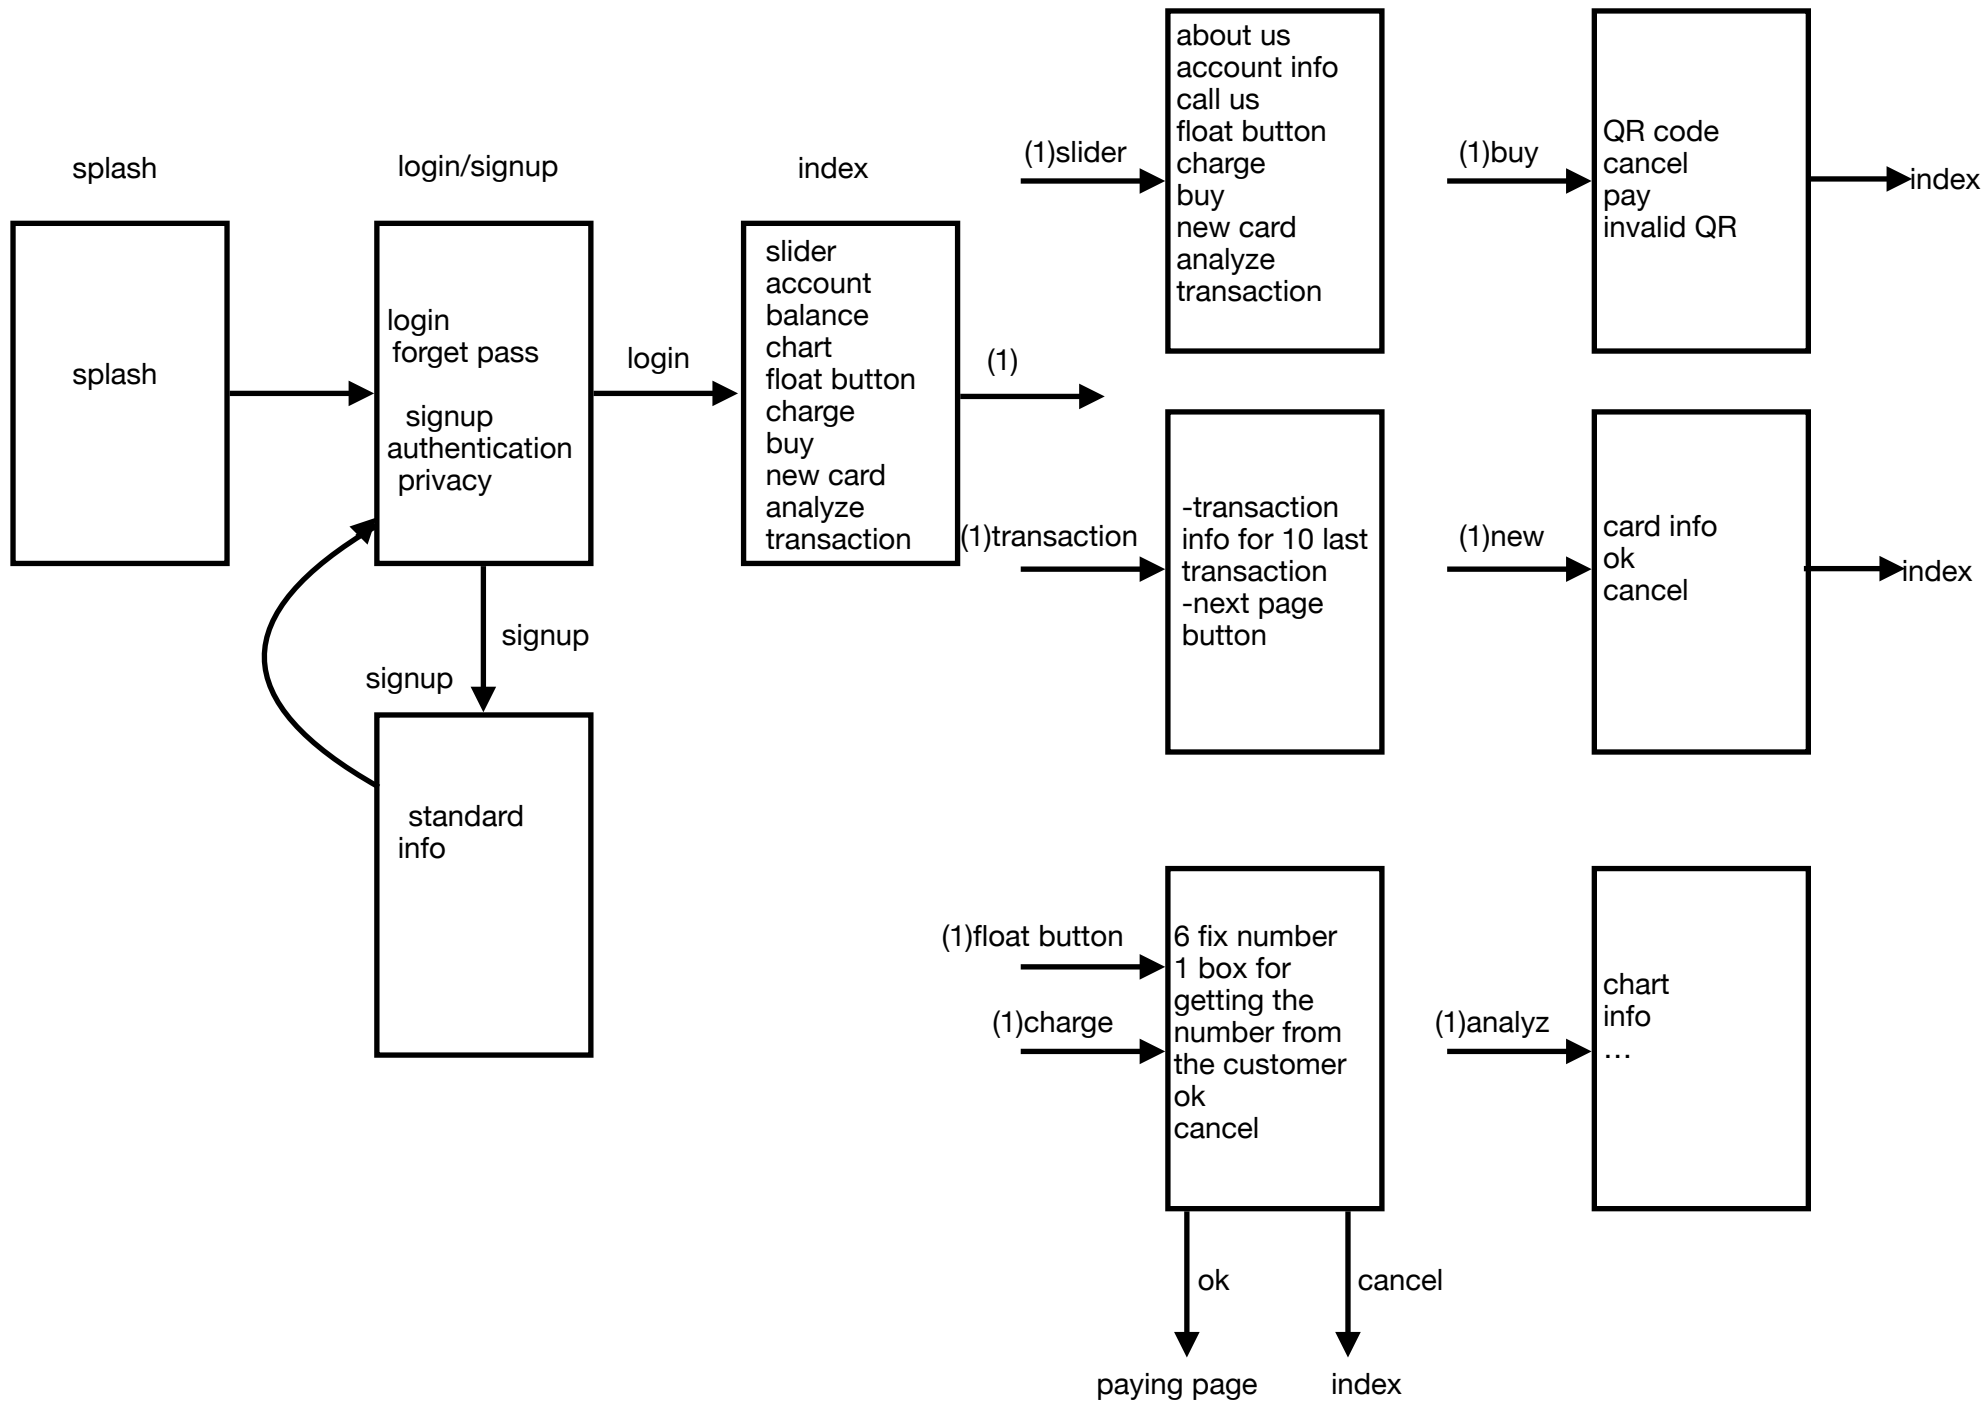 splash
splash
login/signup
login
forget pass
signup
authentication
privacy
login
signup
signup
standard
info
index
slider
account
balance
chart
float button
charge
buy
new card
analyze
transaction
(1)
(1)slider
about us
account info
call us
float button
charge
buy
new card
analyze
transaction
(1)buy
QR code
cancel
pay
invalid QR
index
(1)transaction
-transaction
info for 10 last
transaction
-next page
button
(1)new
card info
ok
cancel
index
(1)float button
(1)charge
6 fix number
1 box for
getting the
number from
the customer
ok
cancel
ok
cancel
paying page
index
(1)analyz
chart
info
...